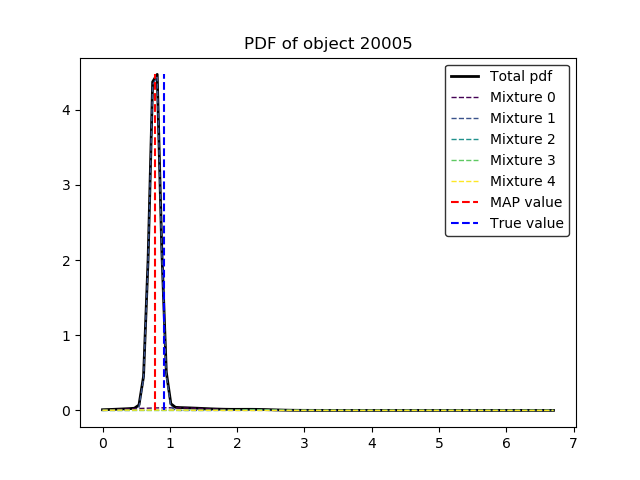 PDF of object 20005
Total pdf
Mixture 0
Mixture 1
Mixture 2
Mixture 3
Mixture 4
MAP value
True value
4
3
2
1
0
0 1 2 3 4 5 6 7